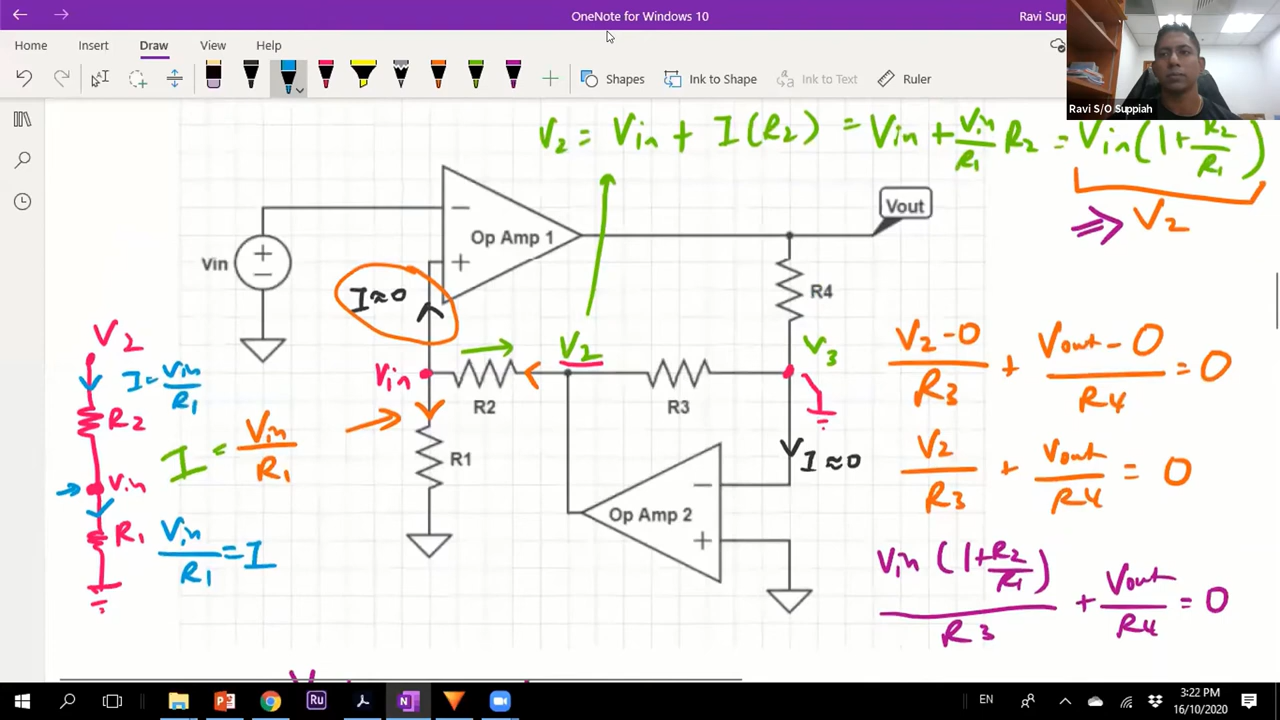 OneNote for Windows 10
Ravi Sup
Home Insert Draw View Help
Shapes Ink to Shape Ink to Text Ruler
Ravi S/O Suppiah
V2 = Vin + I(R2) = Vin + Vin/R1 R2 = Vin(1+R2/R1)
=> V2
Vout
Op Amp 1
−
+
Vin
+
−
I≈0
R4
V2
I=Vin/R1
R2
I = Vin/R1
Vin
R1 Vin/R1 = I
Vin
R2
V2
R3
V3
R1
I≈0
Op Amp 2
−
+
V2-0/R3 + Vout-0/R4 = 0
V2/R3 + Vout/R4 = 0
Vin(1+R2/R1)/R3 + Vout/R4 = 0
EN 3:22 PM
16/10/2020